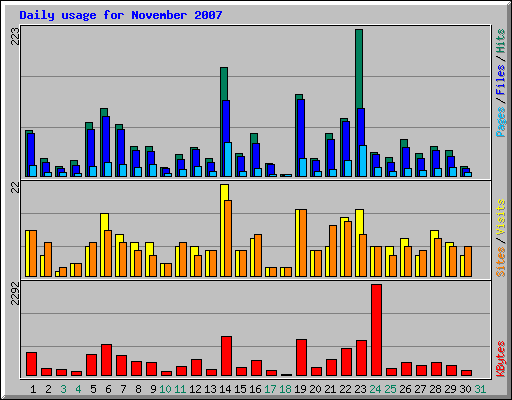 Daily usage for November 2007
223
Pages / Files / Hits
22
Sites / Visits
2292
KBytes
1 2 3 4 5 6 7 8 9 10 11 12 13 14 15 16 17 18 19 20 21 22 23 24 25 26 27 28 29 30 31